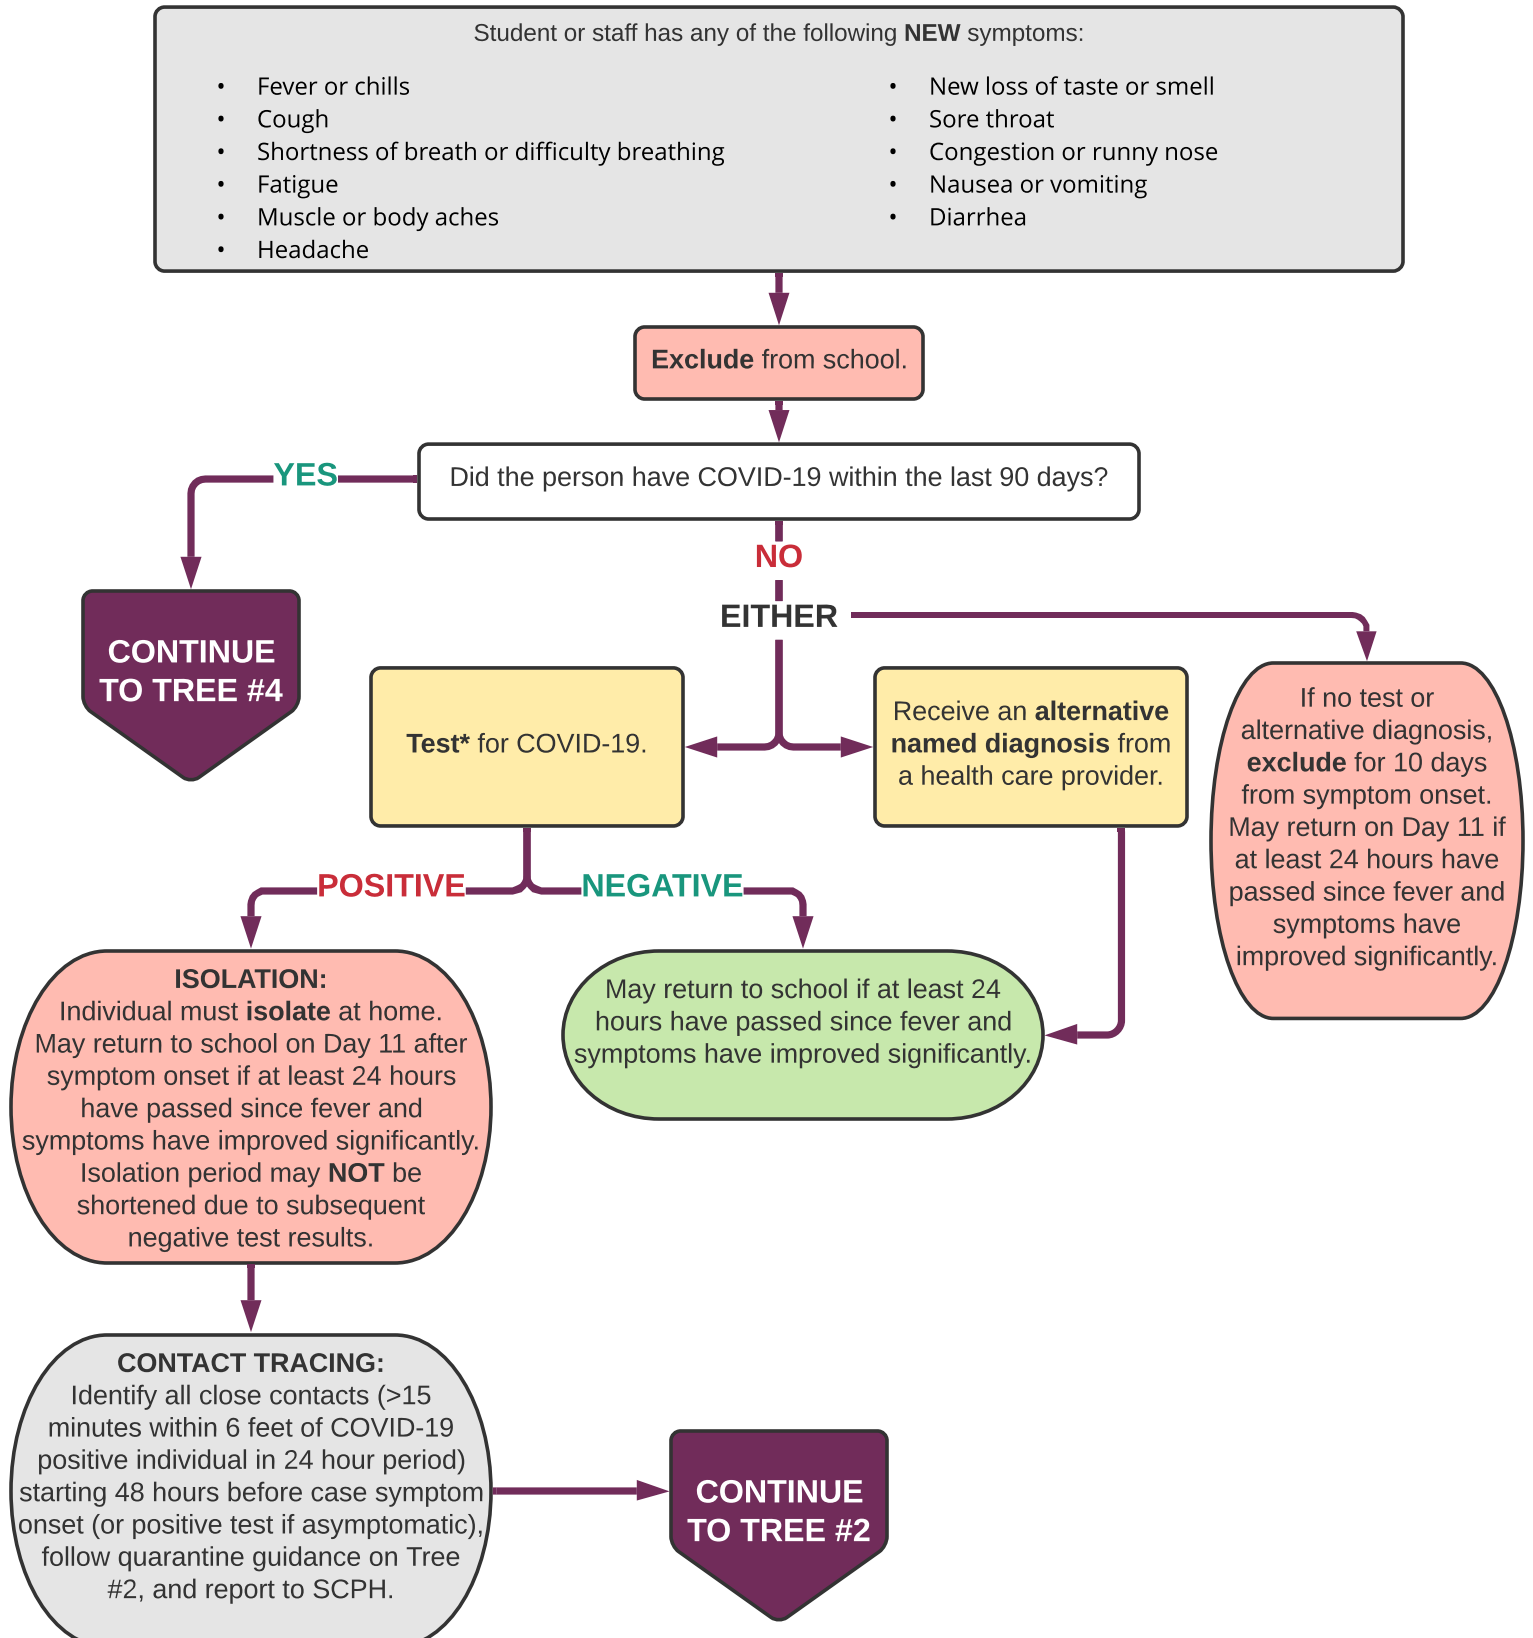 Student or staff has any of the following NEW symptoms:
• Fever or chills
• Cough
• Shortness of breath or difficulty breathing
• Fatigue
• Muscle or body aches
• Headache
• New loss of taste or smell
• Sore throat
• Congestion or runny nose
• Nausea or vomiting
• Diarrhea
Exclude from school.
Did the person have COVID-19 within the last 90 days?
YES
NO
EITHER
CONTINUE
TO TREE #4
Test* for COVID-19.
Receive an alternative
named diagnosis from
a health care provider.
If no test or
alternative diagnosis,
exclude for 10 days
from symptom onset.
May return on Day 11 if
at least 24 hours have
passed since fever and
symptoms have
improved significantly.
POSITIVE
NEGATIVE
ISOLATION:
Individual must isolate at home.
May return to school on Day 11 after
symptom onset if at least 24 hours
have passed since fever and
symptoms have improved significantly.
Isolation period may NOT be
shortened due to subsequent
negative test results.
May return to school if at least 24
hours have passed since fever and
symptoms have improved significantly.
CONTACT TRACING:
Identify all close contacts (>15
minutes within 6 feet of COVID-19
positive individual in 24 hour period)
starting 48 hours before case symptom
onset (or positive test if asymptomatic),
follow quarantine guidance on Tree
#2, and report to SCPH.
CONTINUE
TO TREE #2